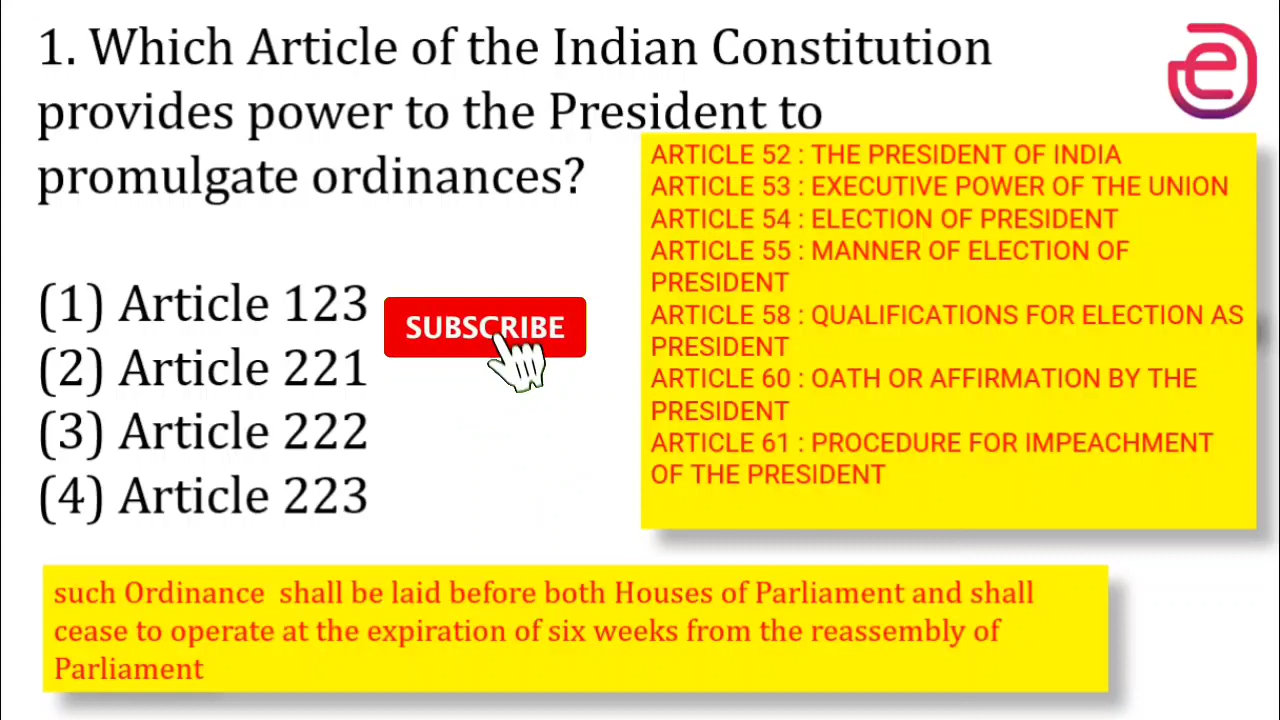 1. Which Article of the Indian Constitution
provides power to the President to
promulgate ordinances?
(1) Article 123
(2) Article 221
(3) Article 222
(4) Article 223
SUBSCRIBE
ARTICLE 52 : THE PRESIDENT OF INDIA
ARTICLE 53 : EXECUTIVE POWER OF THE UNION
ARTICLE 54 : ELECTION OF PRESIDENT
ARTICLE 55 : MANNER OF ELECTION OF
PRESIDENT
ARTICLE 58 : QUALIFICATIONS FOR ELECTION AS
PRESIDENT
ARTICLE 60 : OATH OR AFFIRMATION BY THE
PRESIDENT
ARTICLE 61 : PROCEDURE FOR IMPEACHMENT
OF THE PRESIDENT
such Ordinance shall be laid before both Houses of Parliament and shall
cease to operate at the expiration of six weeks from the reassembly of
Parliament